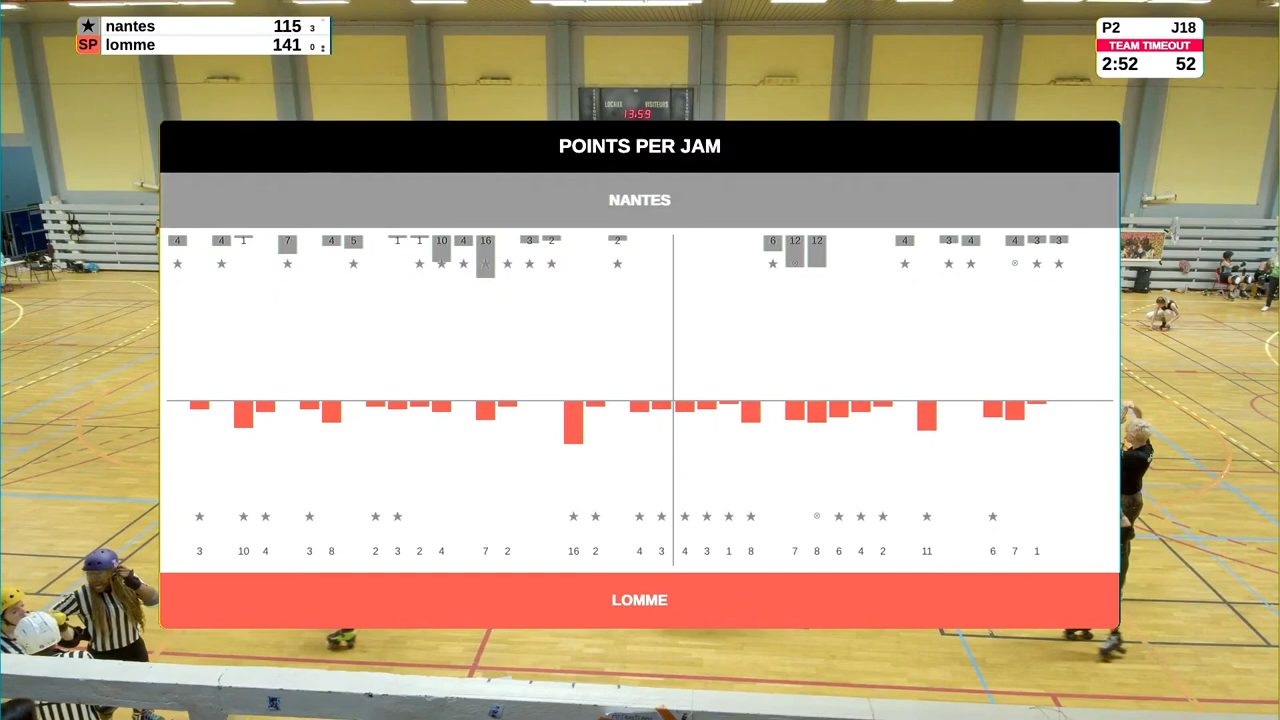 ★ nantes 115 3
SP lomme 141 0
P2 J18
TEAM TIMEOUT
2:52 52
LOCAUX VISITEURS
13:59
POINTS PER JAM
NANTES
4 4 1 7 4 5 1 1 10 4 16 3 2 2 6 12 12 4 3 4 4 3 3
3 10 4 3 8 2 3 2 4 7 2 16 2 4 3 4 3 1 8 7 8 6 4 2 11 6 7 1
LOMME